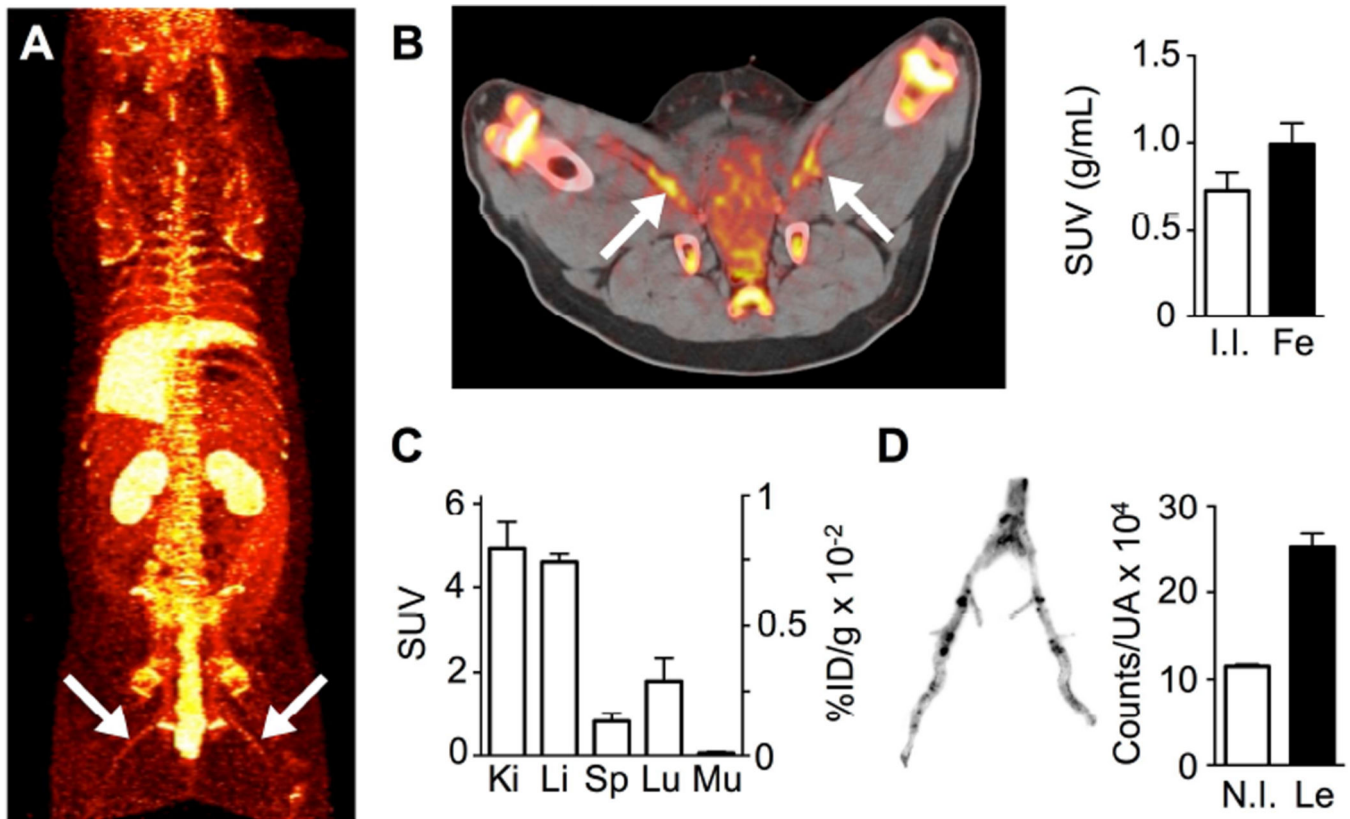 A
B
SUV (g/mL)
1.5
1.0
0.5
0
I.I. Fe
C
SUV
6
4
2
0
1
0.5
0
%ID/g x 10-2
Ki Li Sp Lu Mu
D
Counts/UA x 10⁴
30
20
10
0
N.I. Le